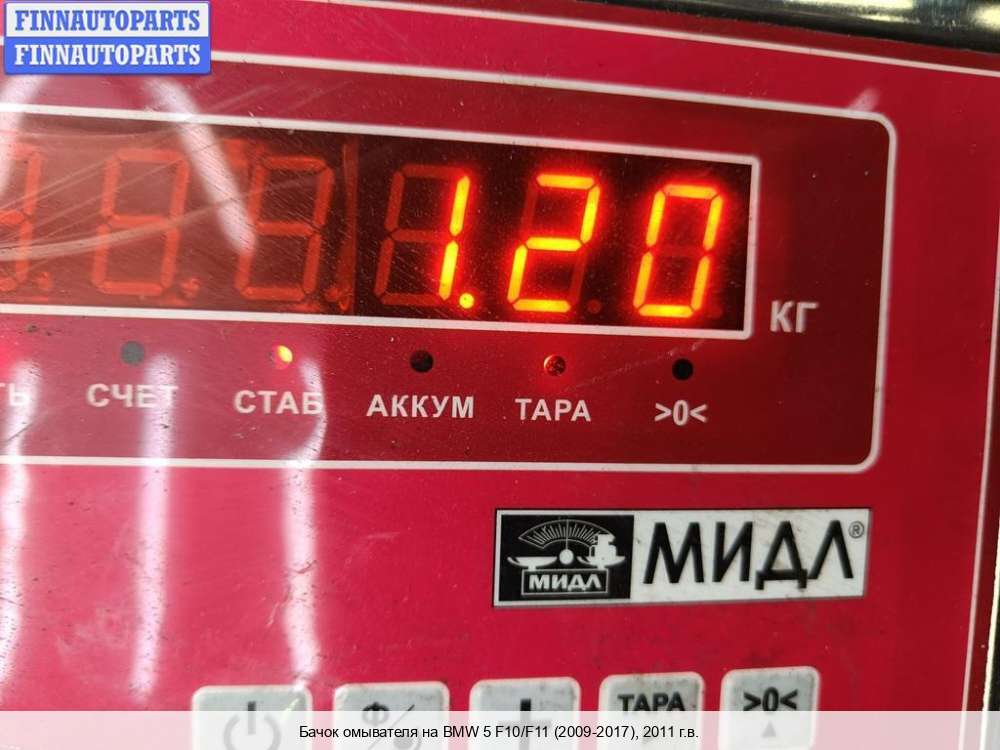 FINNAUTOPARTS
FINNAUTOPARTS
1.20
КГ
СЧЕТ СТАБ АККУМ ТАРА >0<
МИДЛ МИДЛ®
ТАРА >0<
Бачок омывателя на BMW 5 F10/F11 (2009-2017), 2011 г.в.